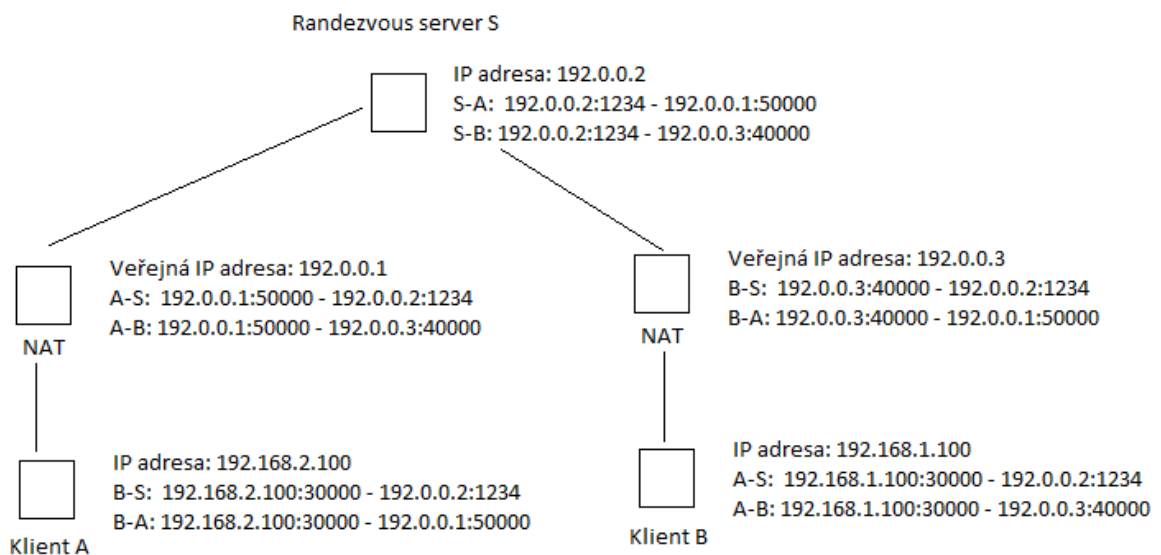 Randezvous server S
IP adresa: 192.0.0.2
S-A:  192.0.0.2:1234 - 192.0.0.1:50000
S-B: 192.0.0.2:1234 - 192.0.0.3:40000
Veřejná IP adresa: 192.0.0.1
A-S:  192.0.0.1:50000 - 192.0.0.2:1234
A-B: 192.0.0.1:50000 - 192.0.0.3:40000
NAT
Veřejná IP adresa: 192.0.0.3
B-S:  192.0.0.3:40000 - 192.0.0.2:1234
B-A: 192.0.0.3:40000 - 192.0.0.1:50000
NAT
IP adresa: 192.168.2.100
B-S:  192.168.2.100:30000 - 192.0.0.2:1234
B-A: 192.168.2.100:30000 - 192.0.0.1:50000
Klient A
IP adresa: 192.168.1.100
A-S:  192.168.1.100:30000 - 192.0.0.2:1234
A-B: 192.168.1.100:30000 - 192.0.0.3:40000
Klient B